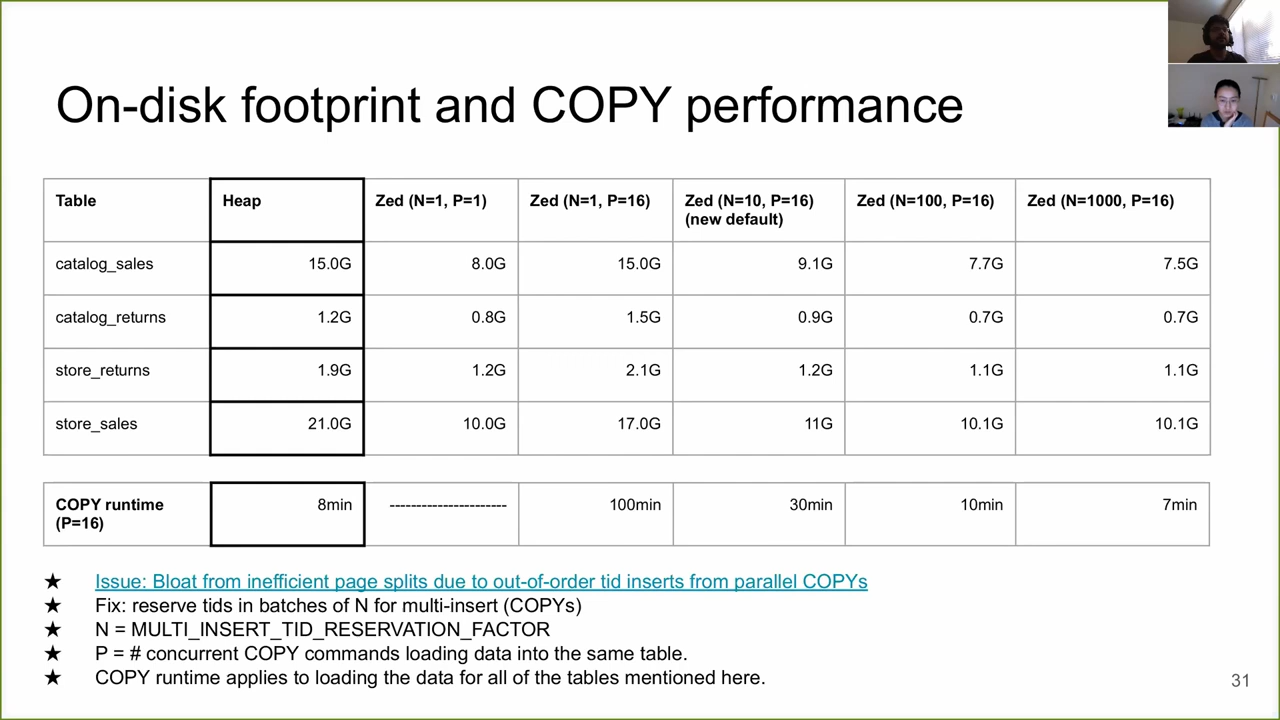 On-disk footprint and COPY performance
Table Heap Zed (N=1, P=1) Zed (N=1, P=16) Zed (N=10, P=16) (new default) Zed (N=100, P=16) Zed (N=1000, P=16)
catalog_sales 15.0G 8.0G 15.0G 9.1G 7.7G 7.5G
catalog_returns 1.2G 0.8G 1.5G 0.9G 0.7G 0.7G
store_returns 1.9G 1.2G 2.1G 1.2G 1.1G 1.1G
store_sales 21.0G 10.0G 17.0G 11G 10.1G 10.1G
COPY runtime (P=16) 8min ---------------------- 100min 30min 10min 7min
★ Issue: Bloat from inefficient page splits due to out-of-order tid inserts from parallel COPYs
★ Fix: reserve tids in batches of N for multi-insert (COPYs)
★ N = MULTI_INSERT_TID_RESERVATION_FACTOR
★ P = # concurrent COPY commands loading data into the same table.
★ COPY runtime applies to loading the data for all of the tables mentioned here.
31